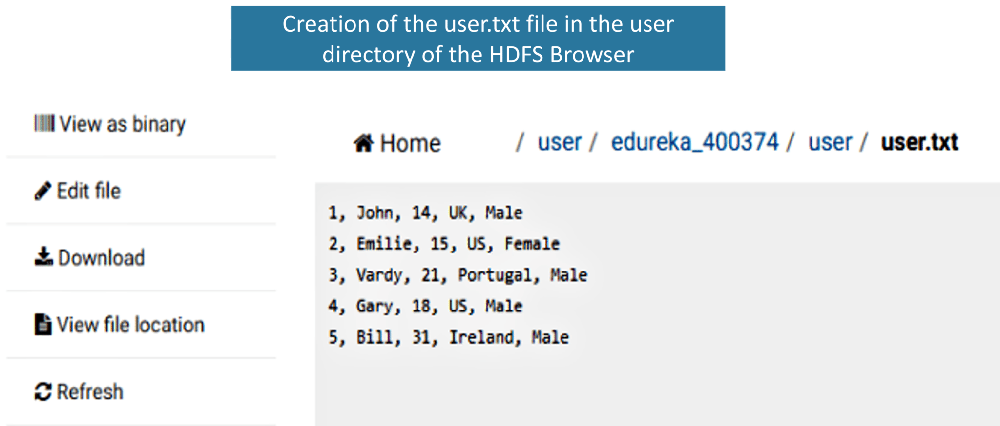 Creation of the user.txt file in the user
directory of the HDFS Browser
View as binary
Edit file
Download
View file location
Refresh
Home / user / edureka_400374 / user / user.txt
1, John, 14, UK, Male
2, Emilie, 15, US, Female
3, Vardy, 21, Portugal, Male
4, Gary, 18, US, Male
5, Bill, 31, Ireland, Male